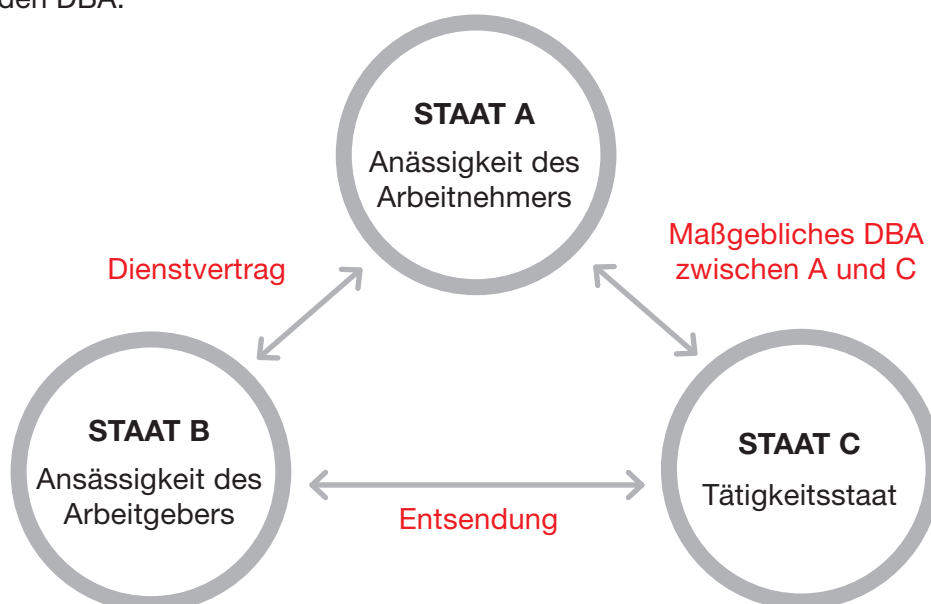 den DBA.
STAAT A
Anässigkeit des
Arbeitnehmers
Maßgebliches DBA
zwischen A und C
Dienstvertrag
STAAT B
Ansässigkeit des
Arbeitgebers
STAAT C
Tätigkeitsstaat
Entsendung